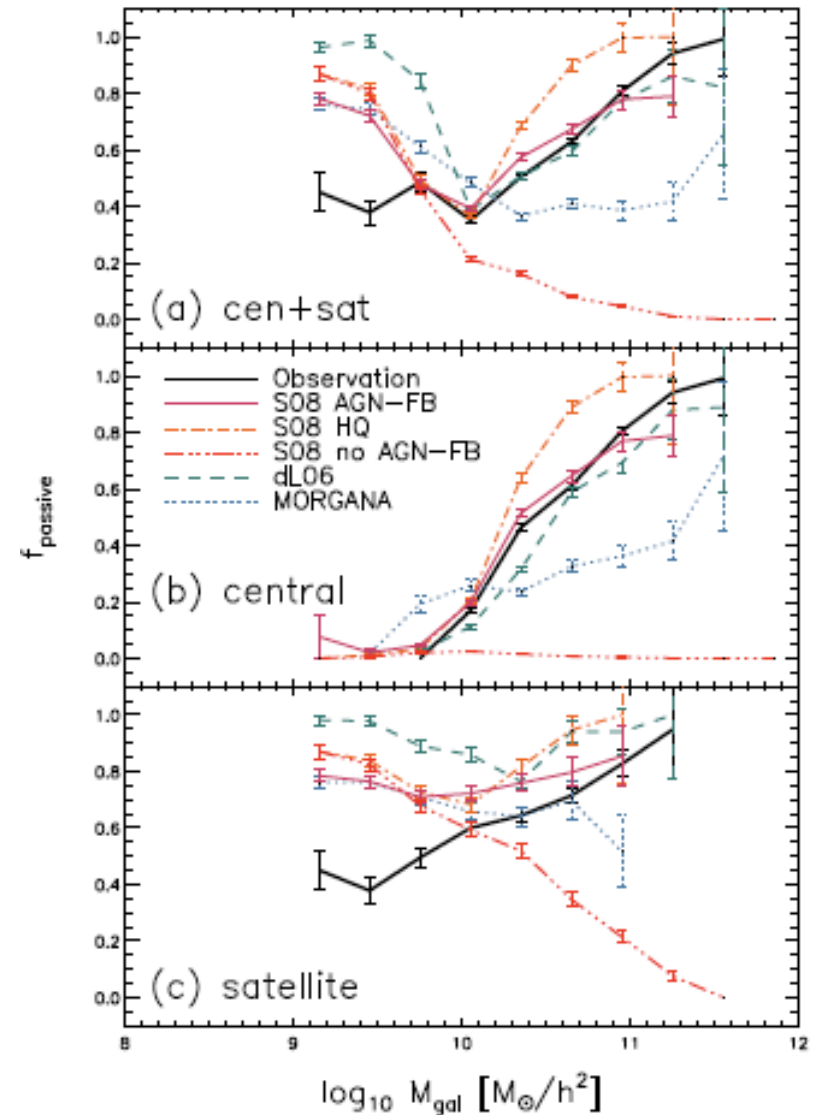 1.0
0.8
0.6
0.4
0.2
0.0
(a) cen+sat
1.0
0.8
0.6
0.4
0.2
0.0
Observation
S08 AGN-FB
S08 HQ
S08 no AGN-FB
dL06
MORGANA
(b) central
f_passive
1.0
0.8
0.6
0.4
0.2
0.0
(c) satellite
8 9 10 11 12
log₁₀ M_gal [M_⊙/h²]